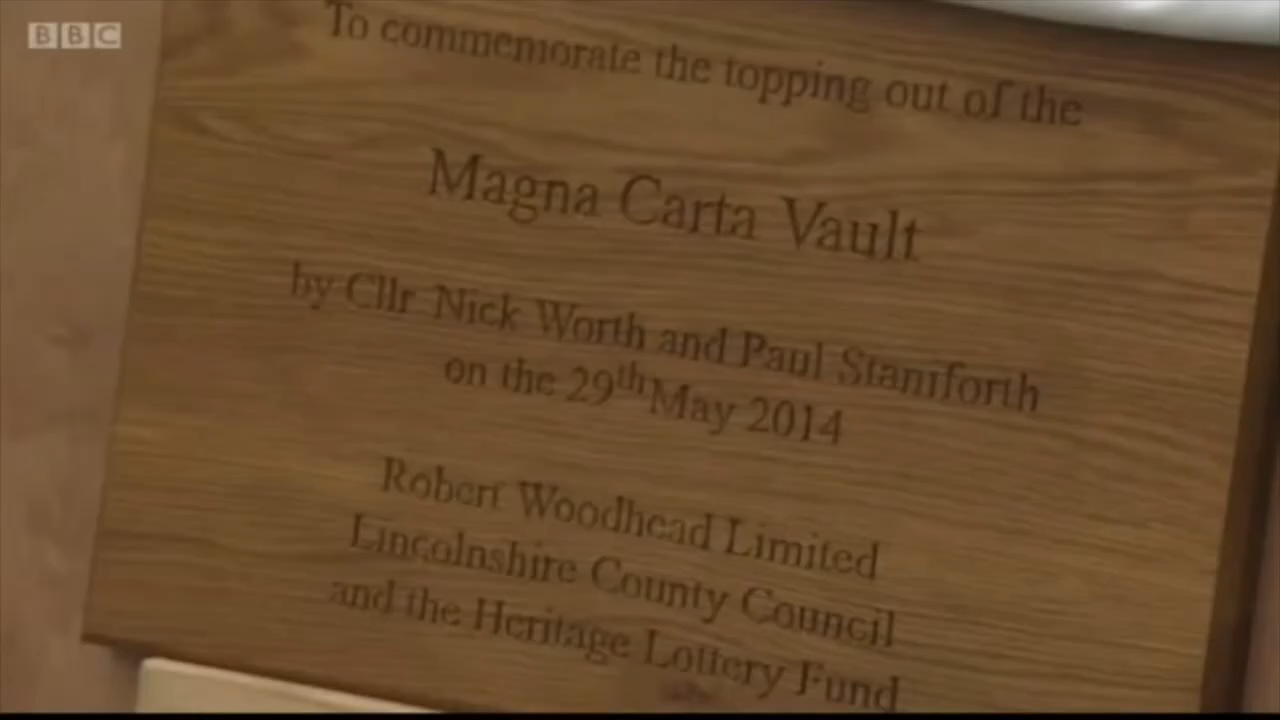 BBC
To commemorate the topping out of the
Magna Carta Vault
by Cllr Nick Worth and Paul Staniforth
on the 29th May 2014
Robert Woodhead Limited
Lincolnshire County Council
and the Heritage Lottery Fund